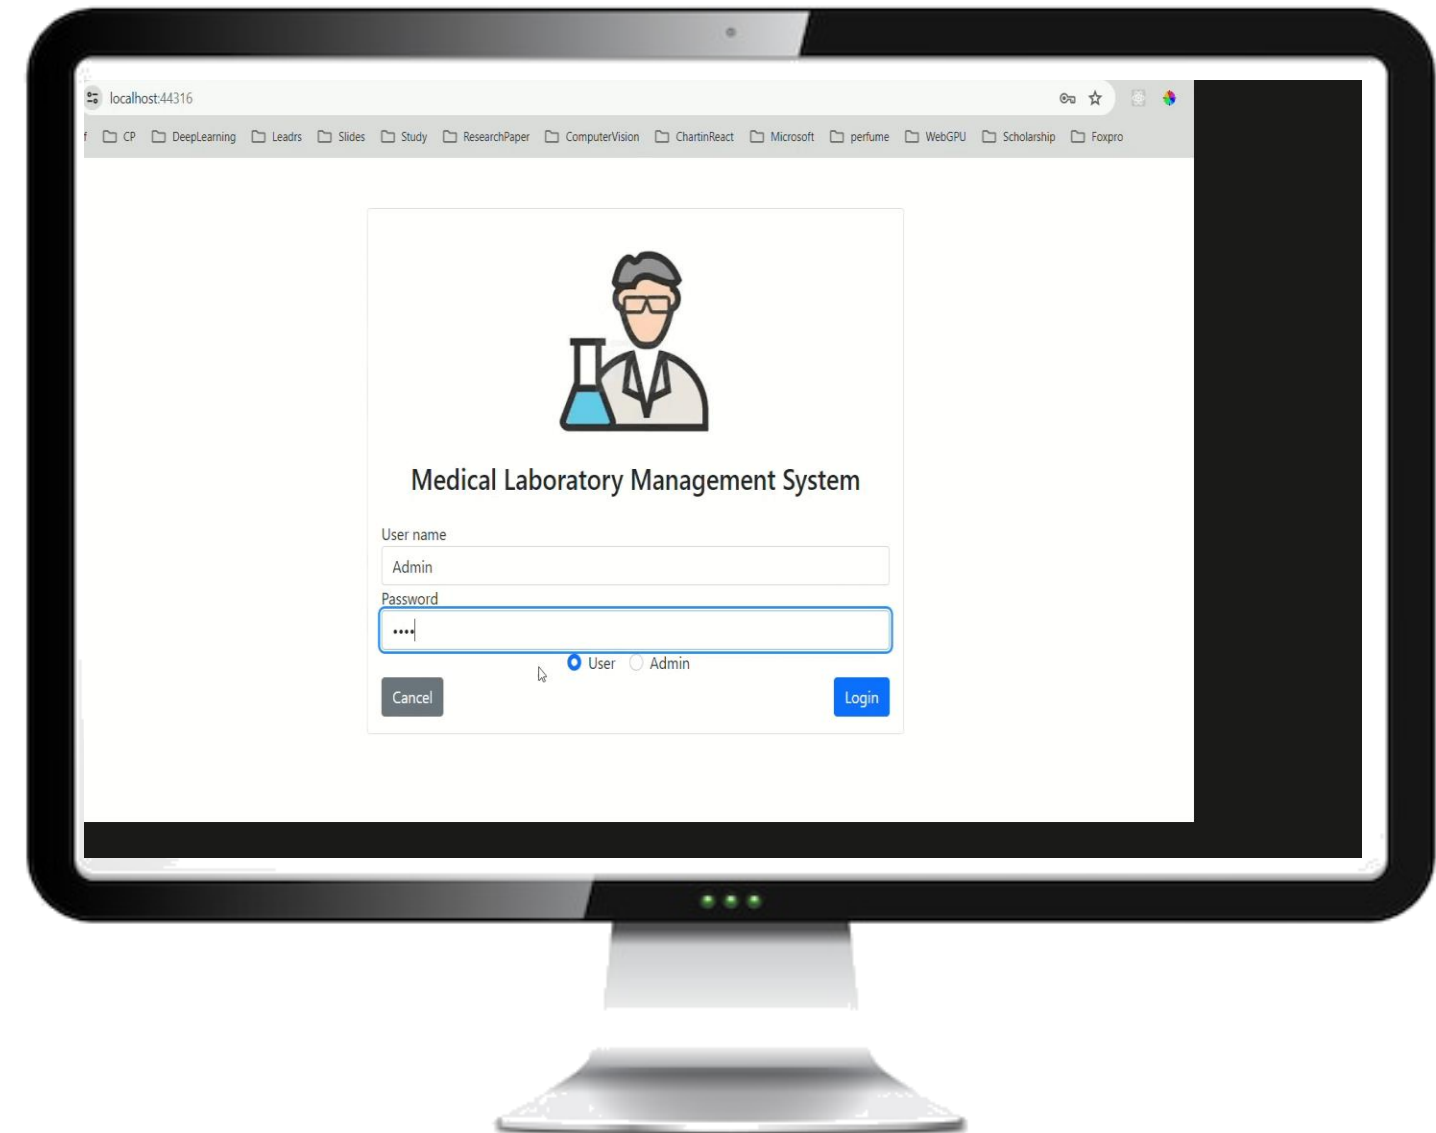 localhost:44316
f CP DeepLearning Leadrs Slides Study ResearchPaper ComputerVision ChartinReact Microsoft perfume WebGPU Scholarship Foxpro
Medical Laboratory Management System
User name
Admin
Password
••••
User Admin
Cancel Login